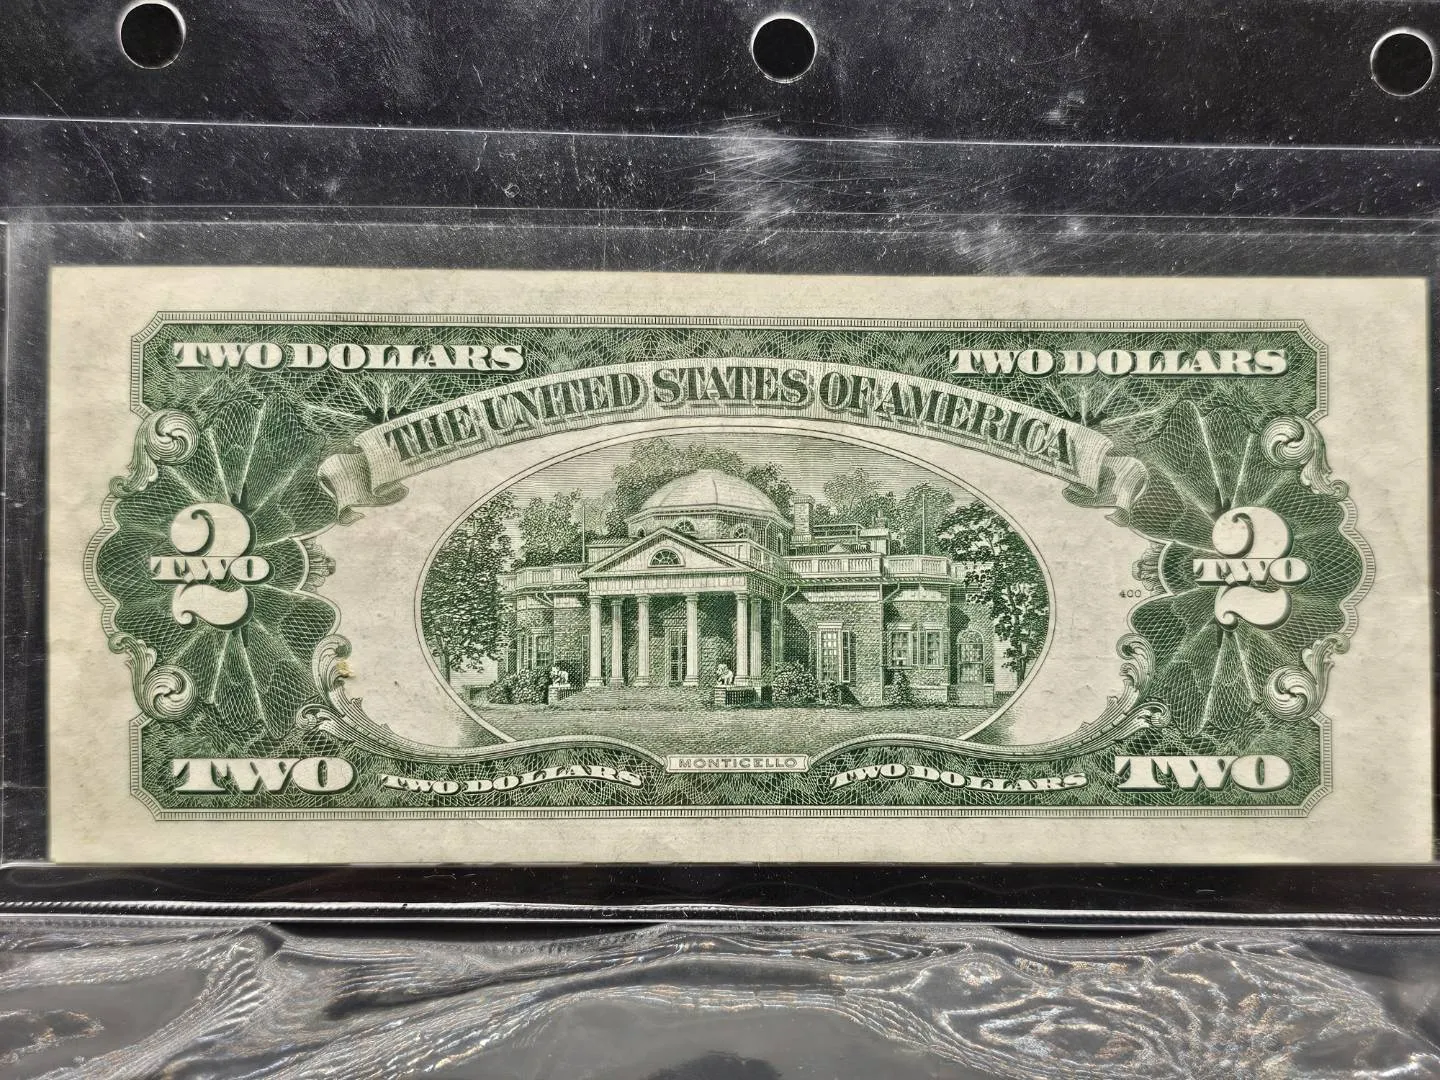 TWO DOLLARS TWO DOLLARS
THE UNITED STATES OF AMERICA
2 TWO 2 TWO
400
MONTICELLO
TWO TWO DOLLARS TWO DOLLARS TWO